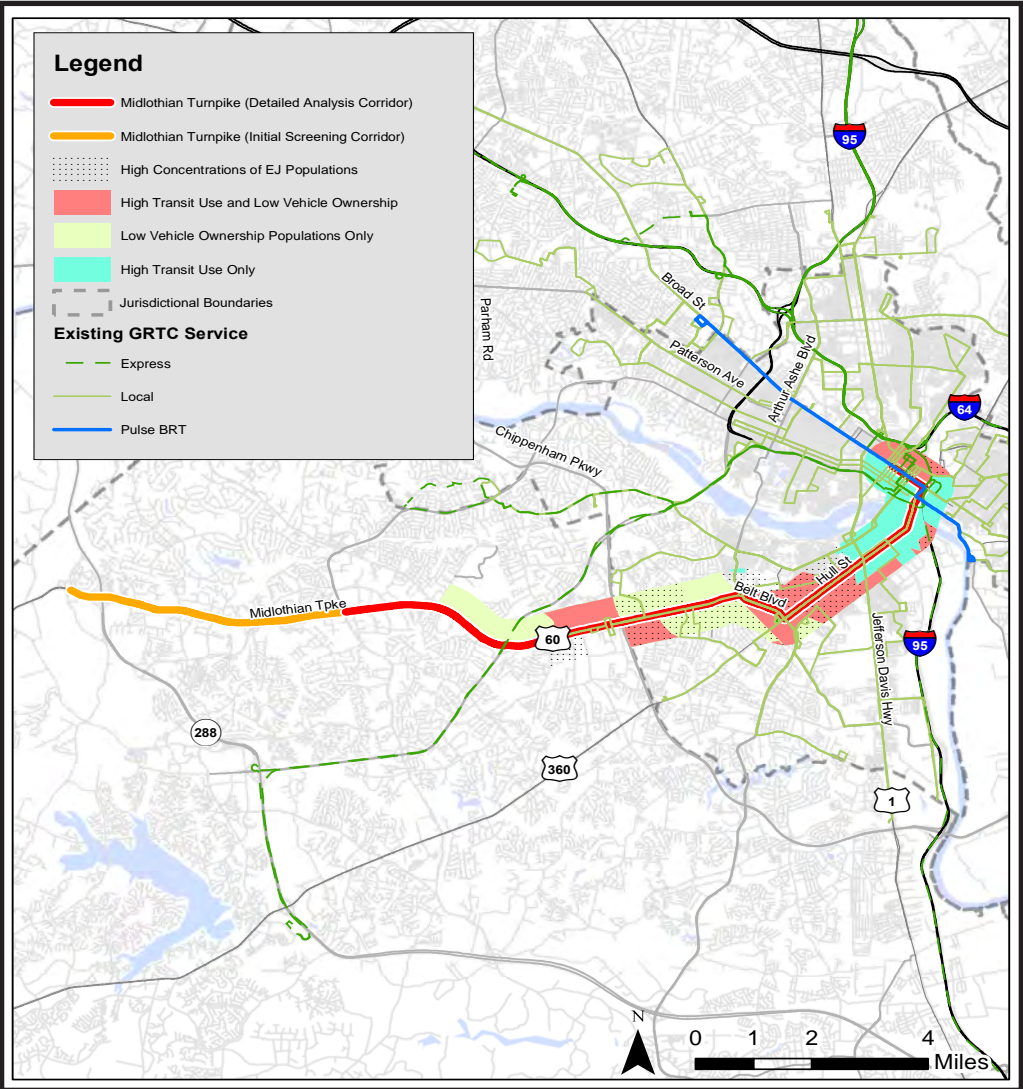 Legend
Midlothian Turnpike (Detailed Analysis Corridor)
Midlothian Turnpike (Initial Screening Corridor)
High Concentrations of EJ Populations
High Transit Use and Low Vehicle Ownership
Low Vehicle Ownership Populations Only
High Transit Use Only
Jurisdictional Boundaries
Existing GRTC Service
Express
Local
Pulse BRT
95
Broad St
Parham Rd
Patterson Ave
Arthur Ashe Blvd
64
Chippenham Pkwy
Hull St
Belt Blvd
Midlothian Tpke
60
Jefferson Davis Hwy
95
288
360
1
N
0 1 2 4
Miles